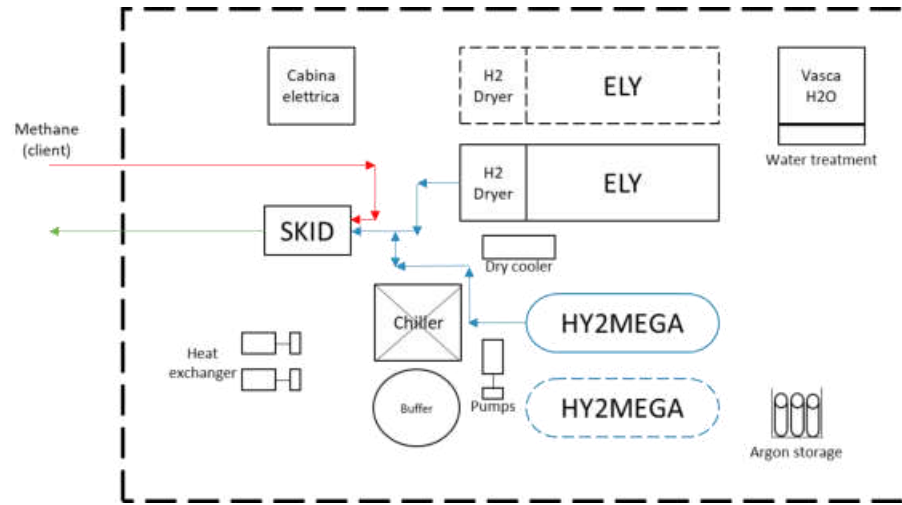 Cabina
elettrica
H2
Dryer
ELY
Vasca
H2O
Methane
(client)
Water treatment
H2
Dryer
ELY
SKID
Dry cooler
Chiller
HY2MEGA
Heat
exchanger
Buffer
Pumps
HY2MEGA
Argon storage